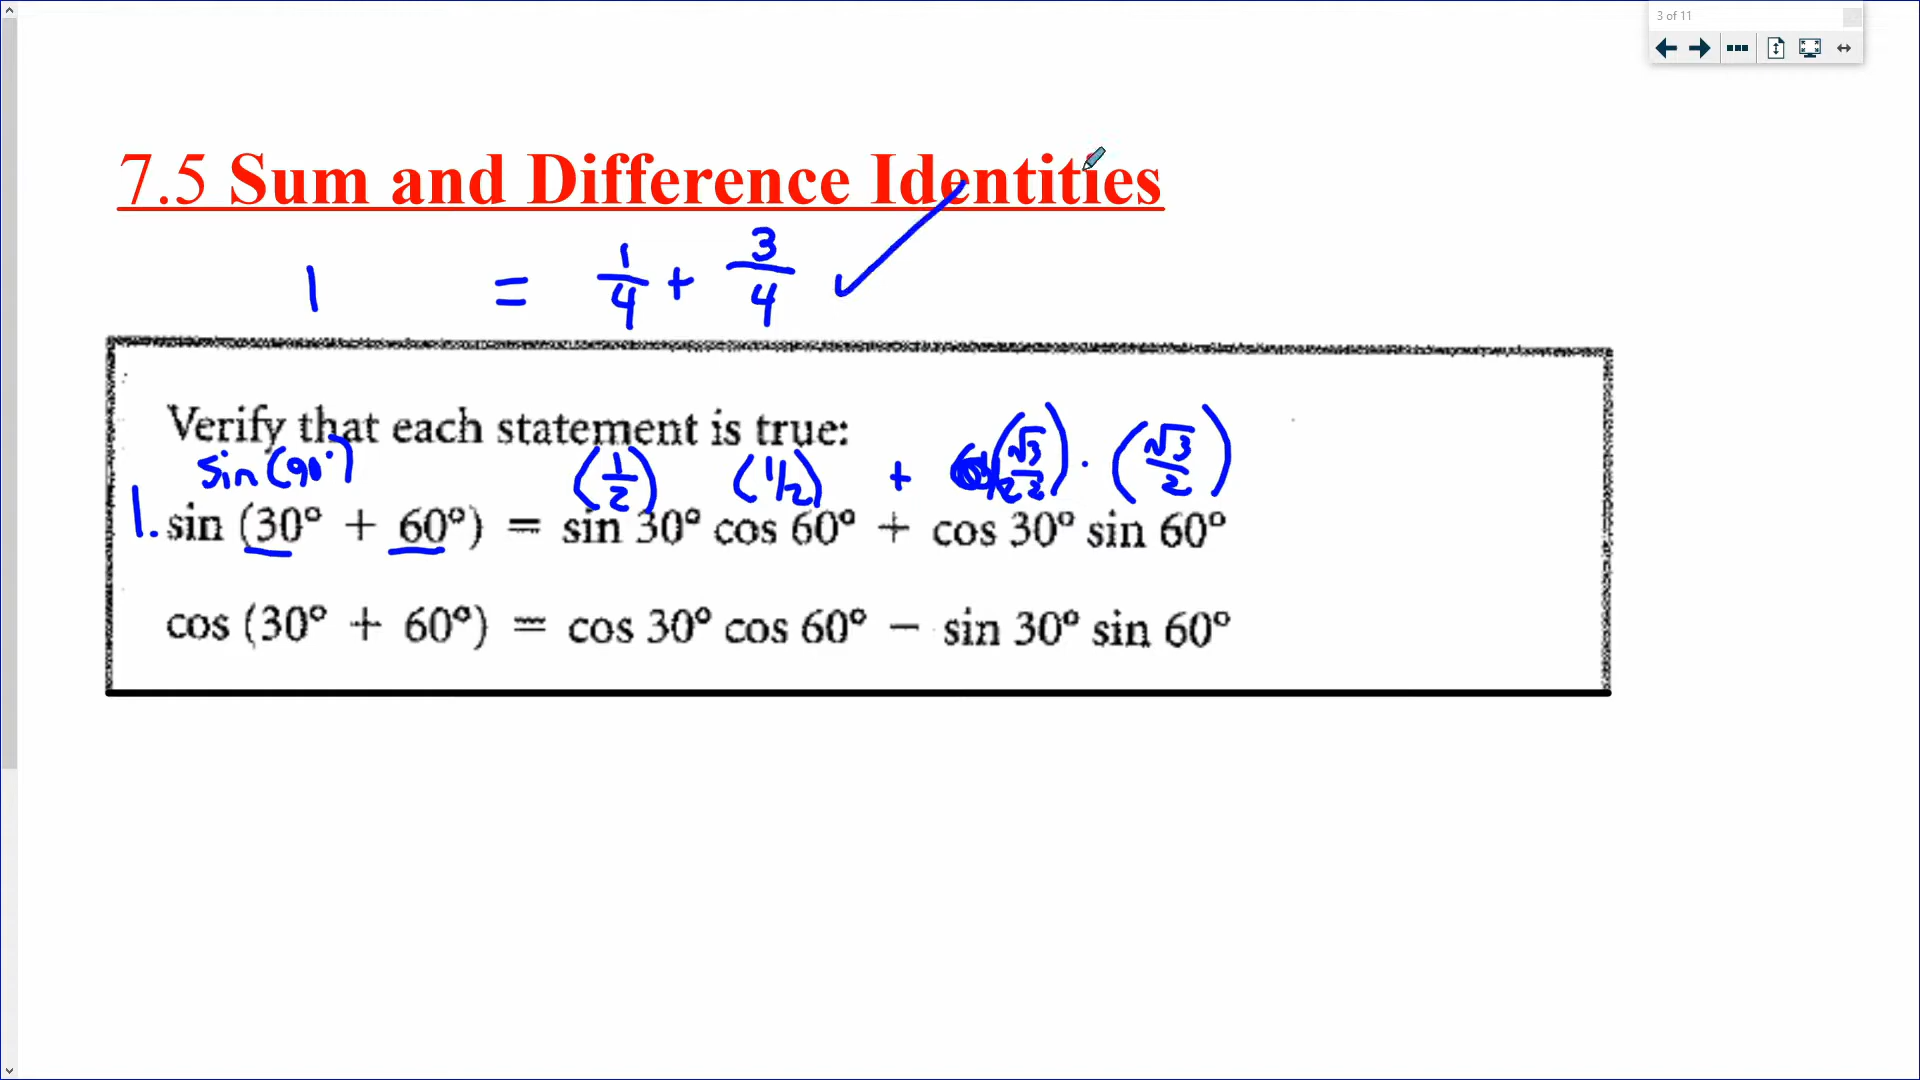 3 of 11
7.5 Sum and Difference Identities
1 = 1/4 + 3/4 ✓
Verify that each statement is true:
sin(90°) (1/2) (1/2) + (√3/2) · (√3/2)
1. sin (30° + 60°) = sin 30° cos 60° + cos 30° sin 60°
cos (30° + 60°) = cos 30° cos 60° − sin 30° sin 60°